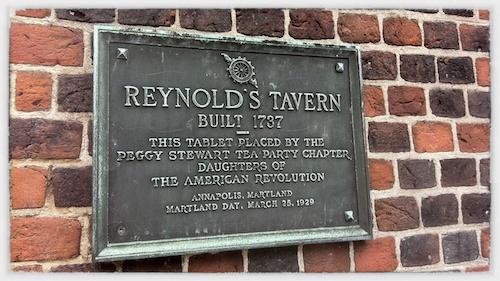 REYNOLD'S TAVERN
BUILT 1737
THIS TABLET PLACED BY THE
PEGGY STEWART TEA PARTY CHAPTER
DAUGHTERS OF
THE AMERICAN REVOLUTION
ANNAPOLIS, MARYLAND
MARYLAND DAY, MARCH 25, 1929